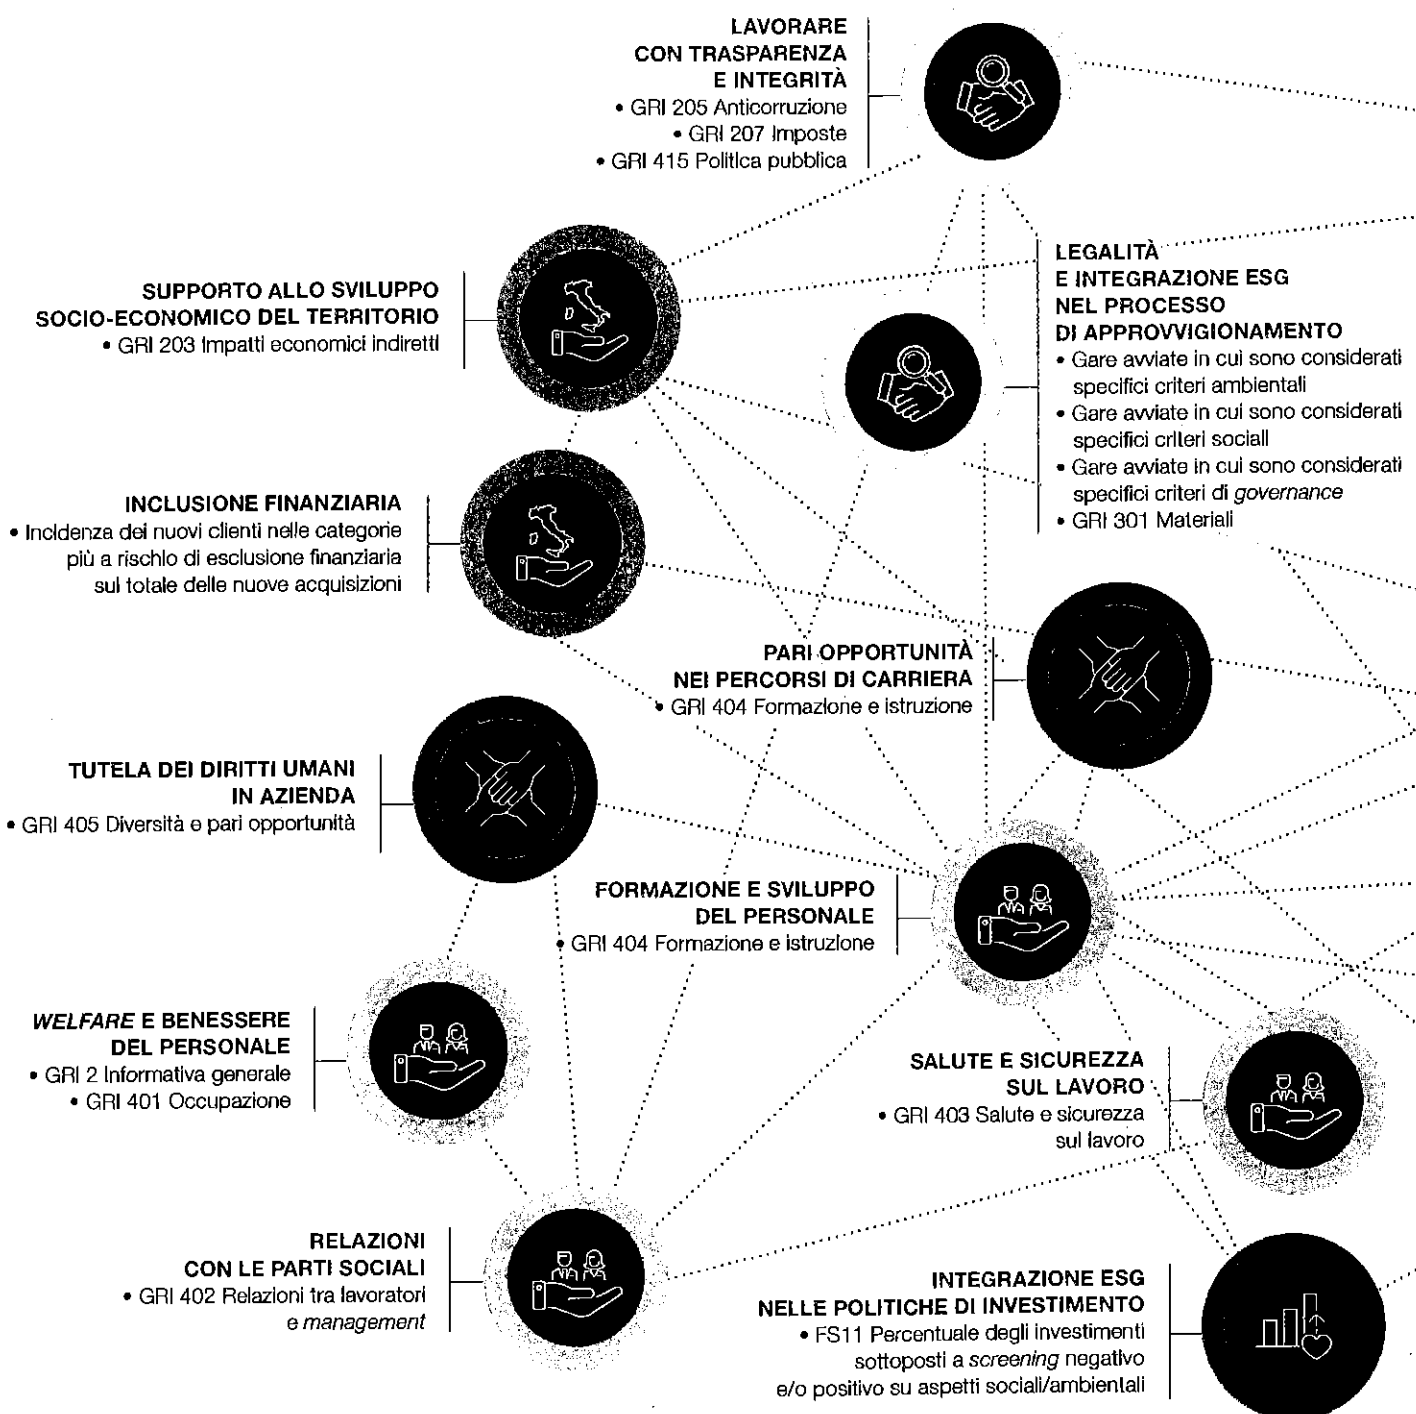 LAVORARE
CON TRASPARENZA
E INTEGRITÀ
• GRI 205 Anticorruzione
• GRI 207 Imposte
• GRI 415 Politica pubblica
LEGALITÀ
E INTEGRAZIONE ESG
NEL PROCESSO
DI APPROVVIGIONAMENTO
• Gare avviate in cui sono considerati
specifici criteri ambientali
• Gare avviate in cui sono considerati
specifici criteri sociali
• Gare avviate in cui sono considerati
specifici criteri di governance
• GRI 301 Materiali
SUPPORTO ALLO SVILUPPO
SOCIO-ECONOMICO DEL TERRITORIO
• GRI 203 Impatti economici indiretti
INCLUSIONE FINANZIARIA
• Incidenza dei nuovi clienti nelle categorie
più a rischio di esclusione finanziaria
sul totale delle nuove acquisizioni
PARI OPPORTUNITÀ
NEI PERCORSI DI CARRIERA
• GRI 404 Formazione e istruzione
TUTELA DEI DIRITTI UMANI
IN AZIENDA
• GRI 405 Diversità e pari opportunità
FORMAZIONE E SVILUPPO
DEL PERSONALE
• GRI 404 Formazione e istruzione
WELFARE E BENESSERE
DEL PERSONALE
• GRI 2 Informativa generale
• GRI 401 Occupazione
SALUTE E SICUREZZA
SUL LAVORO
• GRI 403 Salute e sicurezza
sul lavoro
RELAZIONI
CON LE PARTI SOCIALI
• GRI 402 Relazioni tra lavoratori
e management
INTEGRAZIONE ESG
NELLE POLITICHE DI INVESTIMENTO
• FS11 Percentuale degli investimenti
sottoposti a screening negativo
e/o positivo su aspetti sociali/ambientali